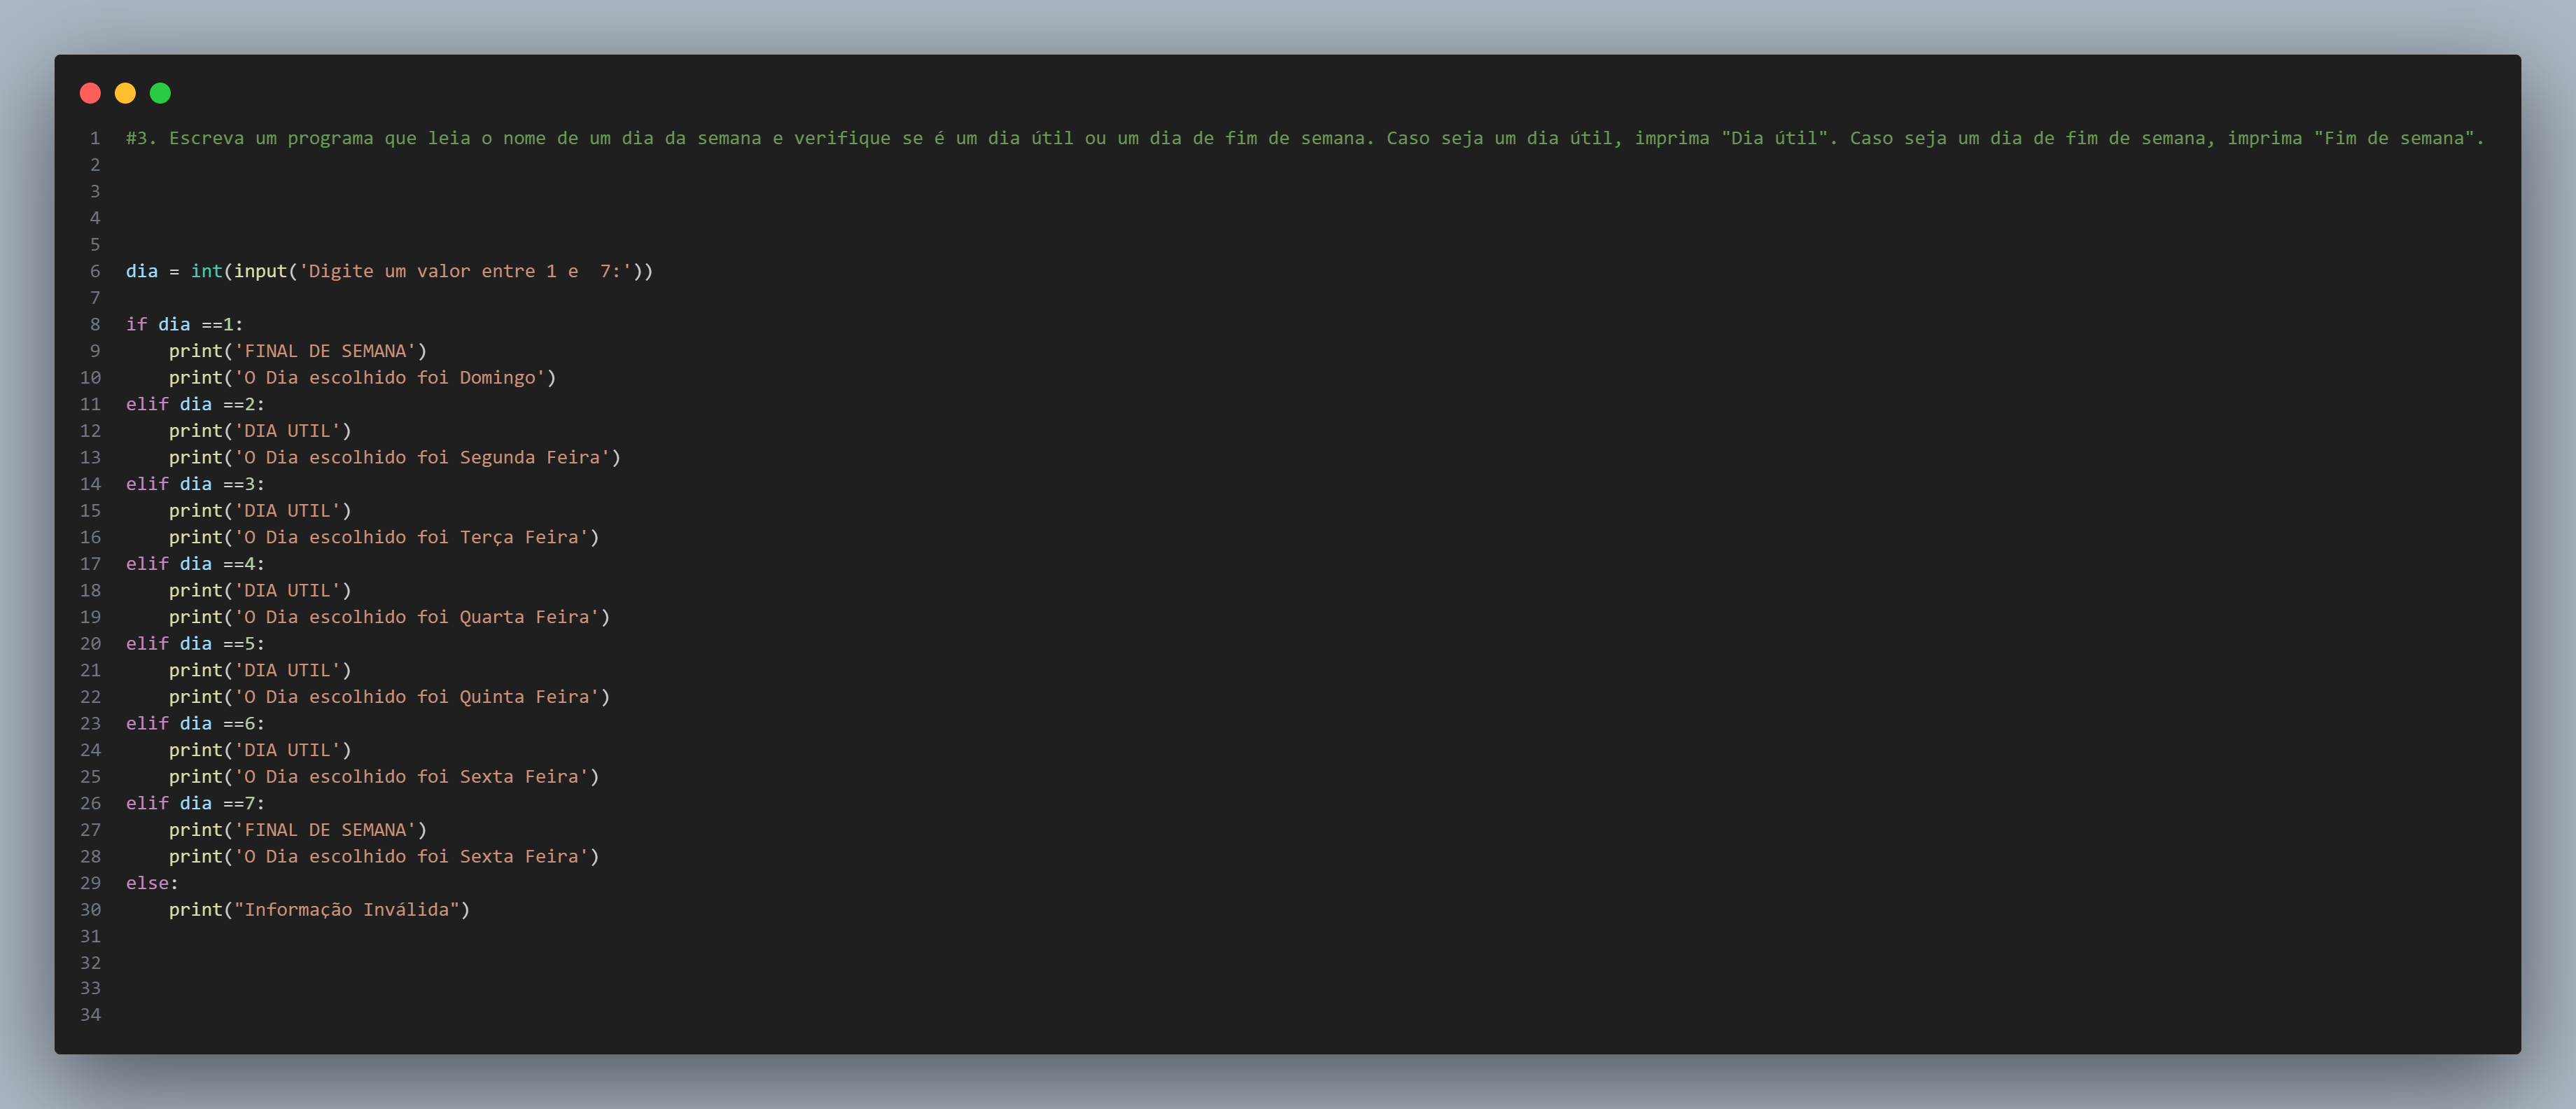 1 #3. Escreva um programa que leia o nome de um dia da semana e verifique se é um dia útil ou um dia de fim de semana. Caso seja um dia útil, imprima "Dia útil". Caso seja um dia de fim de semana, imprima "Fim de semana".
2
3
4
5
6 dia = int(input('Digite um valor entre 1 e  7:'))
7
8 if dia ==1:
9     print('FINAL DE SEMANA')
10     print('O Dia escolhido foi Domingo')
11 elif dia ==2:
12     print('DIA UTIL')
13     print('O Dia escolhido foi Segunda Feira')
14 elif dia ==3:
15     print('DIA UTIL')
16     print('O Dia escolhido foi Terça Feira')
17 elif dia ==4:
18     print('DIA UTIL')
19     print('O Dia escolhido foi Quarta Feira')
20 elif dia ==5:
21     print('DIA UTIL')
22     print('O Dia escolhido foi Quinta Feira')
23 elif dia ==6:
24     print('DIA UTIL')
25     print('O Dia escolhido foi Sexta Feira')
26 elif dia ==7:
27     print('FINAL DE SEMANA')
28     print('O Dia escolhido foi Sexta Feira')
29 else:
30     print("Informação Inválida")
31
32
33
34